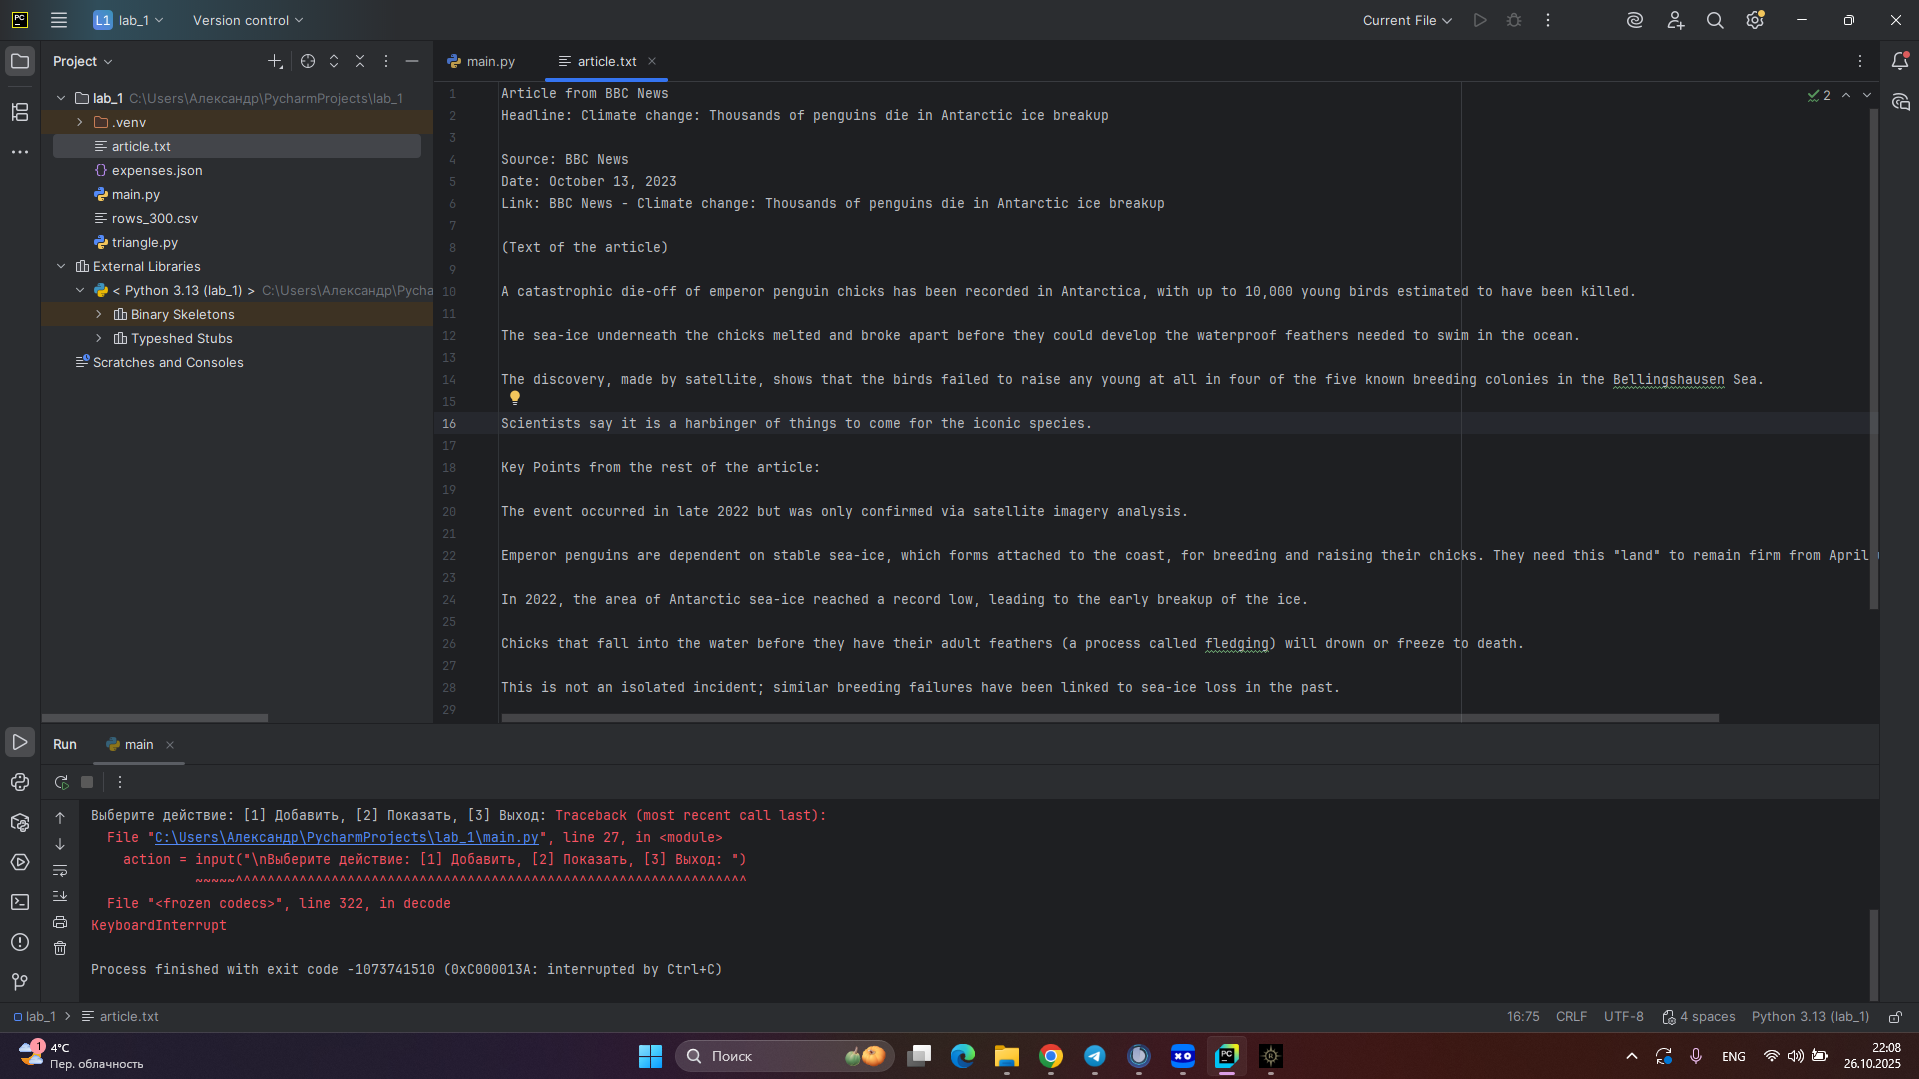 PC
L1 lab_1
Version control
Current File
Project
main.py
article.txt
lab_1 C:\Users\Александр\PycharmProjects\lab_1
.venv
article.txt
expenses.json
main.py
rows_300.csv
triangle.py
External Libraries
< Python 3.13 (lab_1) > C:\Users\Александр\Pycha
Binary Skeletons
Typeshed Stubs
Scratches and Consoles
2
1 Article from BBC News
2 Headline: Climate change: Thousands of penguins die in Antarctic ice breakup
3
4 Source: BBC News
5 Date: October 13, 2023
6 Link: BBC News - Climate change: Thousands of penguins die in Antarctic ice breakup
7
8 (Text of the article)
9
10 A catastrophic die-off of emperor penguin chicks has been recorded in Antarctica, with up to 10,000 young birds estimated to have been killed.
11
12 The sea-ice underneath the chicks melted and broke apart before they could develop the waterproof feathers needed to swim in the ocean.
13
14 The discovery, made by satellite, shows that the birds failed to raise any young at all in four of the five known breeding colonies in the Bellingshausen Sea.
15
16 Scientists say it is a harbinger of things to come for the iconic species.
17
18 Key Points from the rest of the article:
19
20 The event occurred in late 2022 but was only confirmed via satellite imagery analysis.
21
22 Emperor penguins are dependent on stable sea-ice, which forms attached to the coast, for breeding and raising their chicks. They need this "land" to remain firm from April
23
24 In 2022, the area of Antarctic sea-ice reached a record low, leading to the early breakup of the ice.
25
26 Chicks that fall into the water before they have their adult feathers (a process called fledging) will drown or freeze to death.
27
28 This is not an isolated incident; similar breeding failures have been linked to sea-ice loss in the past.
29
Run
main
Выберите действие: [1] Добавить, [2] Показать, [3] Выход: Traceback (most recent call last):
File "C:\Users\Александр\PycharmProjects\lab_1\main.py", line 27, in <module>
action = input("\nВыберите действие: [1] Добавить, [2] Показать, [3] Выход: ")
~~~~~^^^^^^^^^^^^^^^^^^^^^^^^^^^^^^^^^^^^^^^^^^^^^^^^^^^^^^^^^^^^^^^^
File "<frozen codecs>", line 322, in decode
KeyboardInterrupt
Process finished with exit code -1073741510 (0xC000013A: interrupted by Ctrl+C)
lab_1 > article.txt
16:75 CRLF UTF-8 4 spaces Python 3.13 (lab_1)
1
4°C
Пер. облачность
Поиск
XO
PC
ENG
22:08
26.10.2025